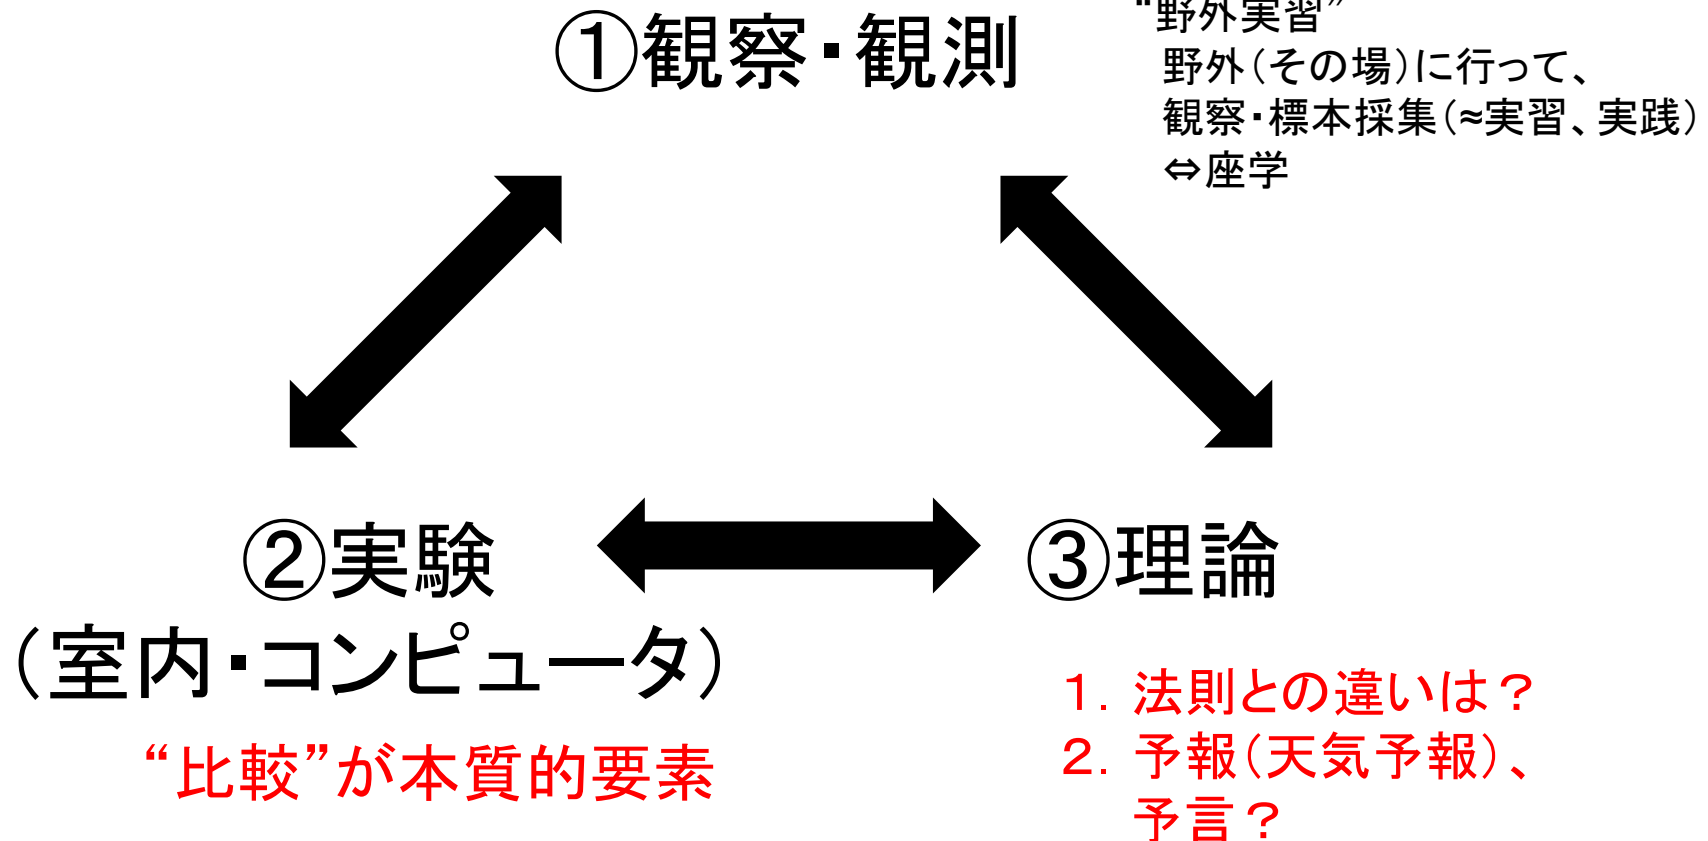 ①観察・観測
“野外実習”
野外(その場)に行って、
観察・標本採集(≈実習、実践)
⇔座学
②実験
(室内・コンピュータ)
“比較”が本質的要素
③理論
1. 法則との違いは?
2. 予報(天気予報)、
予言?